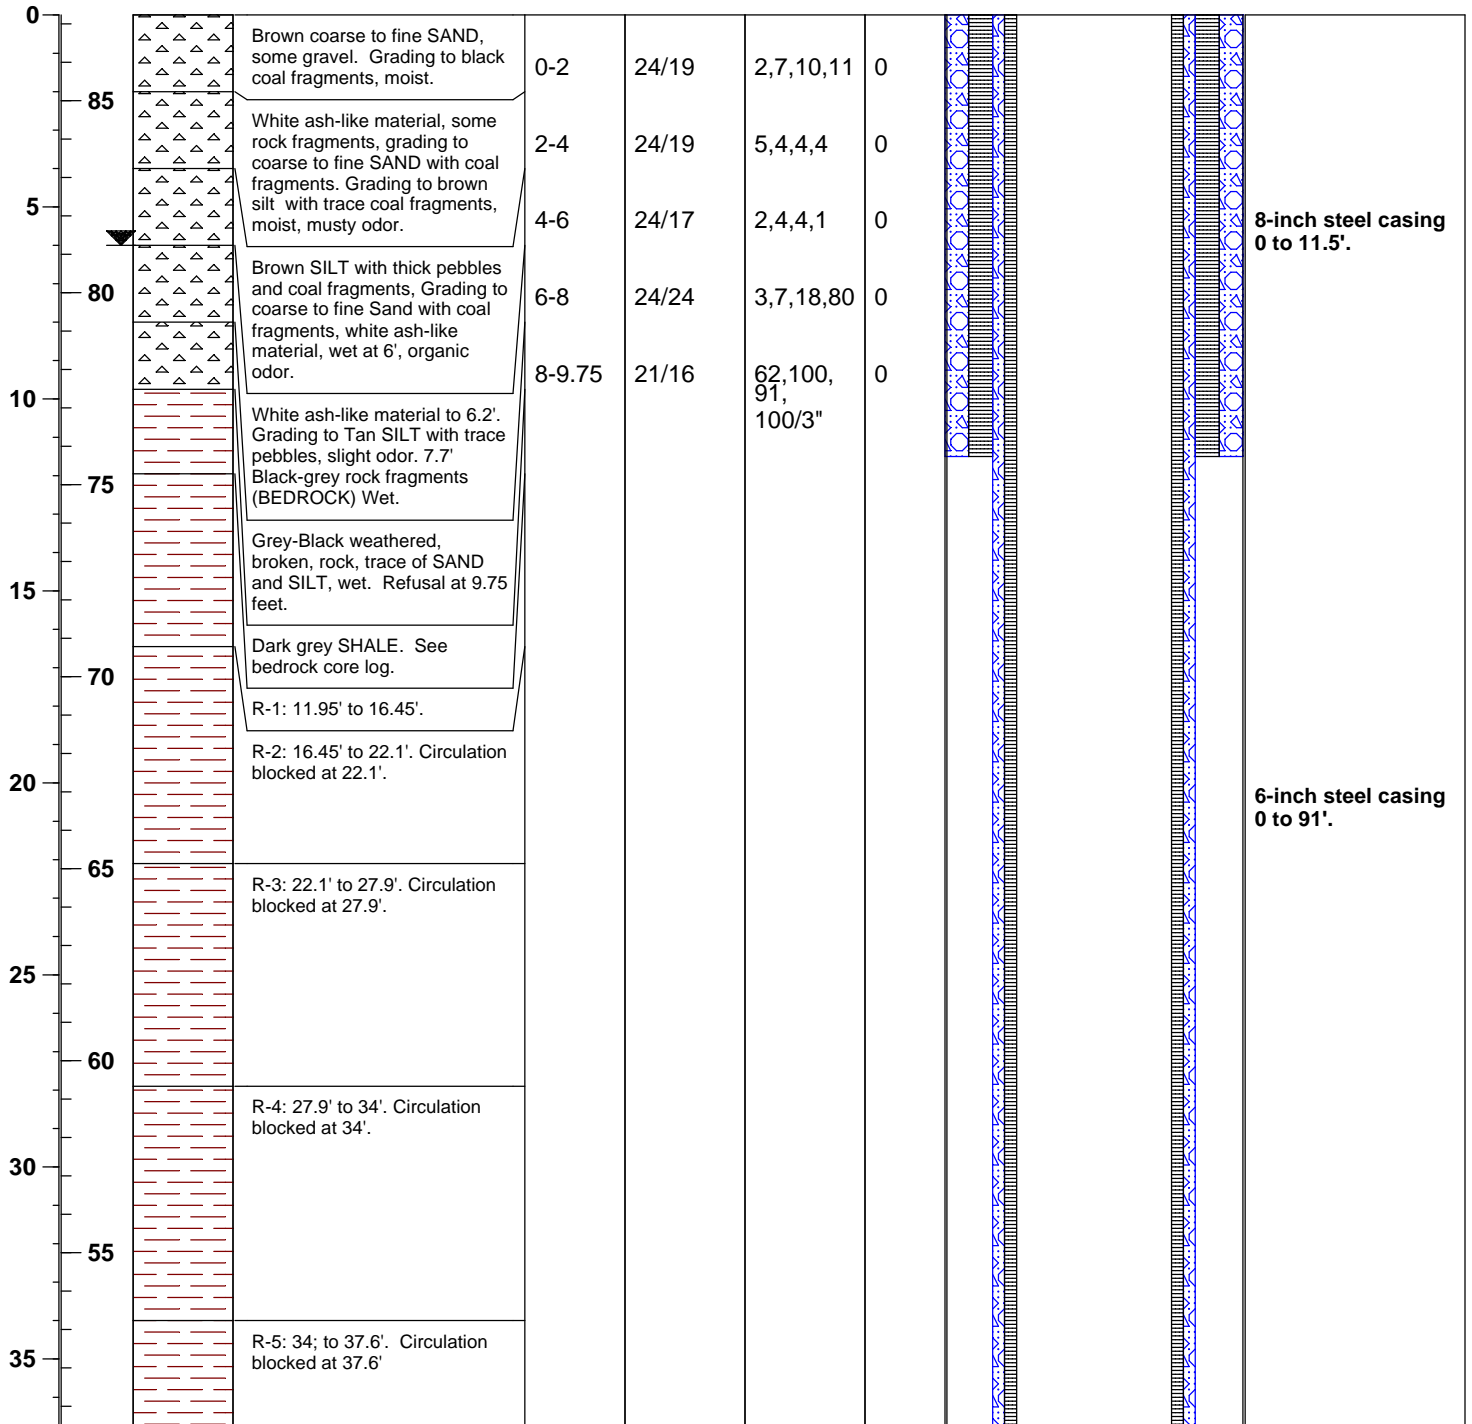 0
5
10
15
20
25
30
35
85
80
75
70
65
60
55
Brown coarse to fine SAND,
some gravel.  Grading to black
coal fragments, moist.
White ash-like material, some
rock fragments, grading to
coarse to fine SAND with coal
fragments. Grading to brown
silt  with trace coal fragments,
moist, musty odor.
Brown SILT with thick pebbles
and coal fragments, Grading to
coarse to fine Sand with coal
fragments, white ash-like
material, wet at 6', organic
odor.
White ash-like material to 6.2'.
Grading to Tan SILT with trace
pebbles, slight odor. 7.7'
Black-grey rock fragments
(BEDROCK) Wet.
Grey-Black weathered,
broken, rock, trace of SAND
and SILT, wet.  Refusal at 9.75
feet.
Dark grey SHALE.  See
bedrock core log.
R-1: 11.95' to 16.45'.
R-2: 16.45' to 22.1'. Circulation
blocked at 22.1'.
R-3: 22.1' to 27.9'. Circulation
blocked at 27.9'.
R-4: 27.9' to 34'. Circulation
blocked at 34'.
R-5: 34; to 37.6'.  Circulation
blocked at 37.6'
0-2 24/19 2,7,10,11 0
2-4 24/19 5,4,4,4 0
4-6 24/17 2,4,4,1 0
6-8 24/24 3,7,18,80 0
8-9.75 21/16 62,100, 0
91,
100/3"
8-inch steel casing
0 to 11.5'.
6-inch steel casing
0 to 91'.